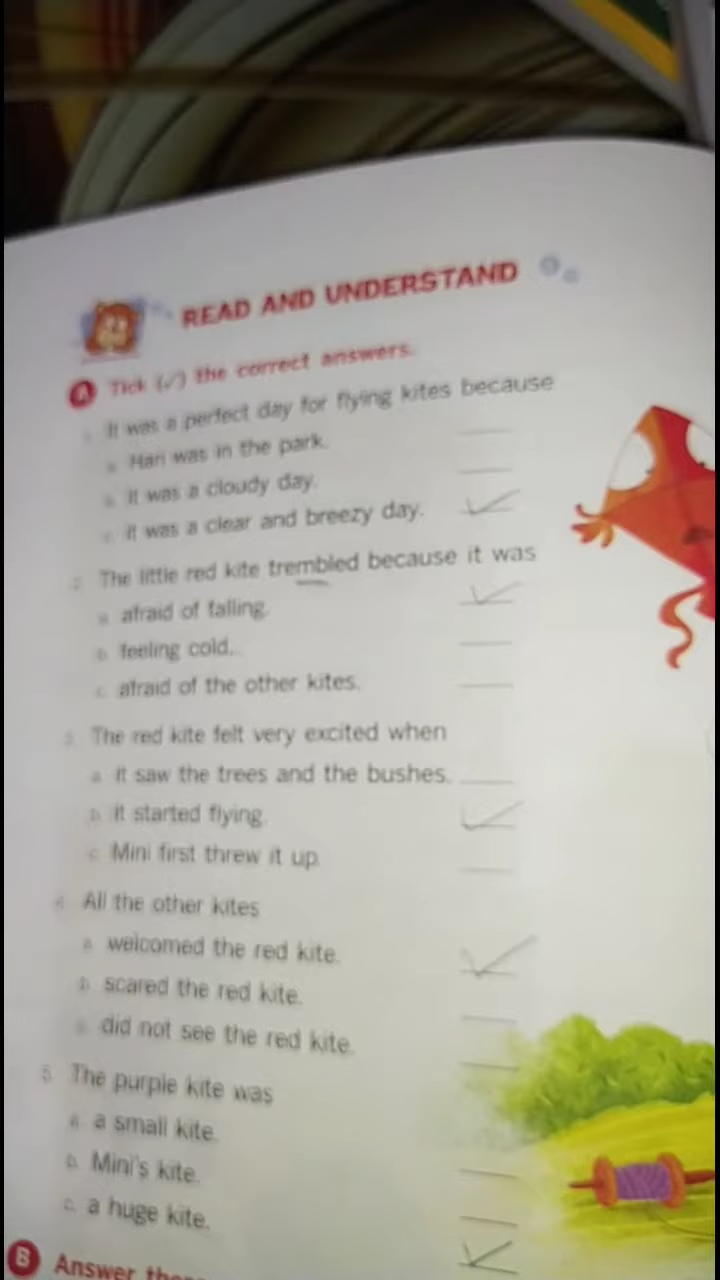 READ AND UNDERSTAND
A Tick (✓) the correct answers.
1. It was a perfect day for flying kites because
a. Hari was in the park.
b. it was a cloudy day.
c. it was a clear and breezy day. ✓
2. The little red kite trembled because it was
a. afraid of falling. ✓
b. feeling cold.
c. afraid of the other kites.
3. The red kite felt very excited when
a. it saw the trees and the bushes.
b. it started flying. ✓
c. Mini first threw it up.
4. All the other kites
a. welcomed the red kite. ✓
b. scared the red kite.
c. did not see the red kite.
5. The purple kite was
a. a small kite.
b. Mini's kite.
c. a huge kite. ✓
B Answer